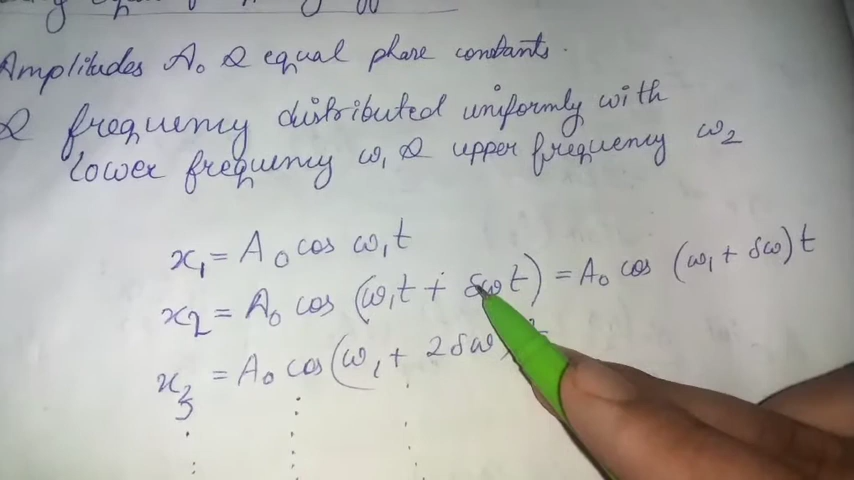 Amplitudes A₀ & equal phase constants.
& frequency distributed uniformly with
lower frequency ω₁ & upper frequency ω₂
x₁ = A₀ cos ω₁t
x₂ = A₀ cos (ω₁t + δωt) = A₀ cos (ω₁ + δω)t
x₃ = A₀ cos(ω₁ + 2δω)